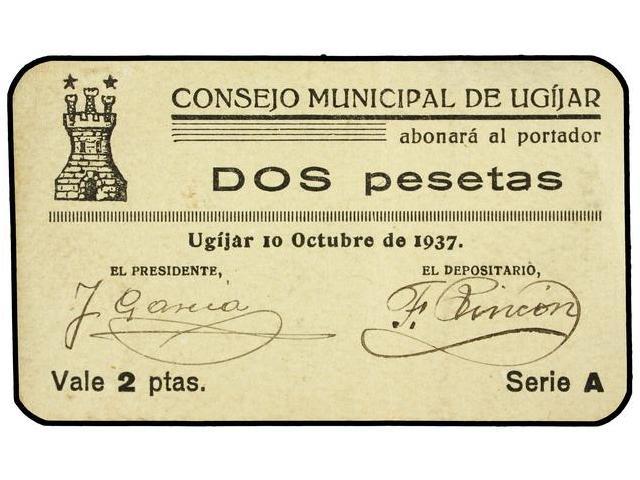 CONSEJO MUNICIPAL DE UGÍJAR
abonará al portador
DOS pesetas
Ugíjar 10 Octubre de 1937.
EL PRESIDENTE, EL DEPOSITARIO,
J. García F. Rincón
Vale 2 ptas. Serie A